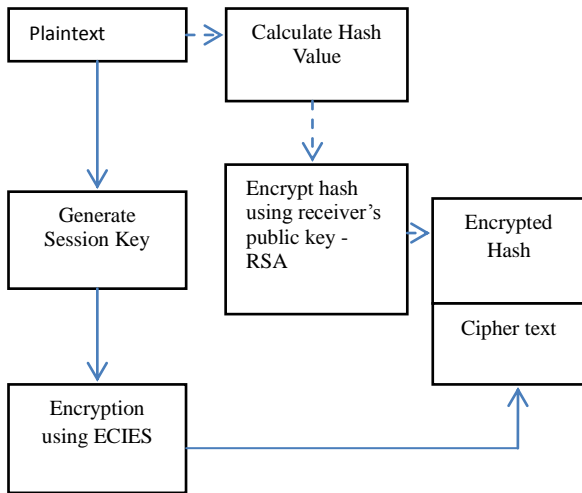 Plaintext
Calculate Hash
Value
Encrypt hash
using receiver's
public key -
RSA
Generate
Session Key
Encrypted
Hash
Cipher text
Encryption
using ECIES